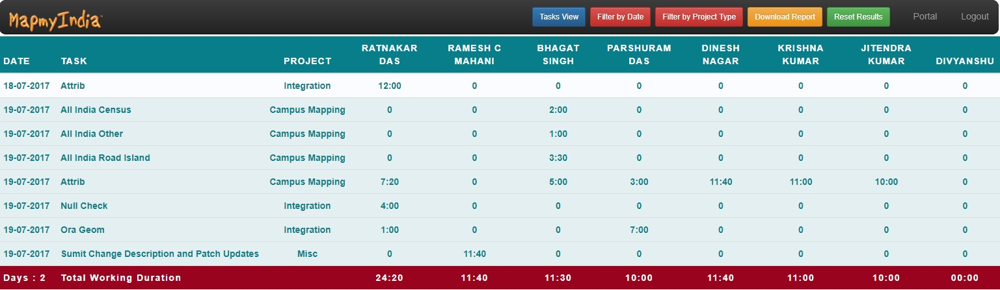 MapmyIndia Tasks View Filter by Date Filter by Project Type Download Report Reset Results Portal Logout
DATE TASK PROJECT RATNAKAR DAS RAMESH C MAHANI BHAGAT SINGH PARSHURAM DAS DINESH NAGAR KRISHNA KUMAR JITENDRA KUMAR DIVYANSHU
18-07-2017 Attrib Integration 12:00 0 0 0 0 0 0 0
19-07-2017 All India Census Campus Mapping 0 0 2:00 0 0 0 0 0
19-07-2017 All India Other Campus Mapping 0 0 1:00 0 0 0 0 0
19-07-2017 All India Road Island Campus Mapping 0 0 3:30 0 0 0 0 0
19-07-2017 Attrib Campus Mapping 7:20 0 5:00 3:00 11:40 11:00 10:00 0
19-07-2017 Null Check Integration 4:00 0 0 0 0 0 0 0
19-07-2017 Ora Geom Integration 1:00 0 0 7:00 0 0 0 0
19-07-2017 Sumit Change Description and Patch Updates Misc 0 11:40 0 0 0 0 0 0
Days : 2 Total Working Duration 24:20 11:40 11:30 10:00 11:40 11:00 10:00 00:00